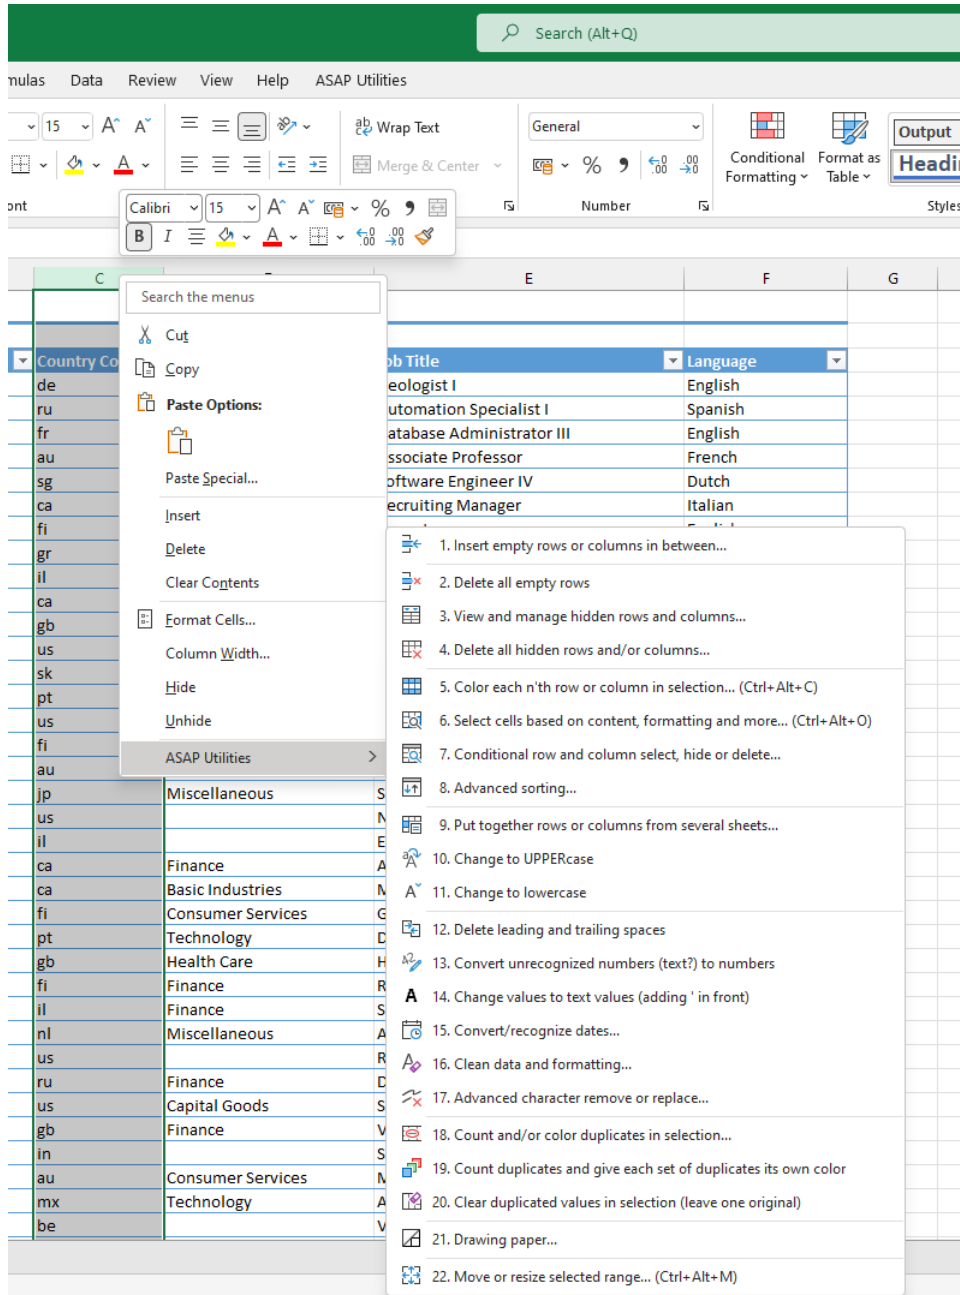 Search (Alt+Q)
mulas Data Review View Help ASAP Utilities
15 A A Wrap Text General Conditional Formatting Format as Table Output
Merge & Center % Headi
ont Number Styles
Calibri 15 A A %
B I A
C E F G
Country Co ob Title Language
de eologist I English
ru utomation Specialist I Spanish
fr atabase Administrator III English
au ssociate Professor French
sg oftware Engineer IV Dutch
ca ecruiting Manager Italian
fi
gr
il
ca
gb
us
sk
pt
us
fi
au
jp Miscellaneous S
us N
il E
ca Finance A
ca Basic Industries M
fi Consumer Services G
pt Technology D
gb Health Care H
fi Finance R
il Finance S
nl Miscellaneous A
us R
ru Finance D
us Capital Goods S
gb Finance V
in S
au Consumer Services M
mx Technology A
be V
Search the menus
Cut
Copy
Paste Options:
Paste Special...
Insert
Delete
Clear Contents
Format Cells...
Column Width...
Hide
Unhide
ASAP Utilities
1. Insert empty rows or columns in between...
2. Delete all empty rows
3. View and manage hidden rows and columns...
4. Delete all hidden rows and/or columns...
5. Color each n'th row or column in selection... (Ctrl+Alt+C)
6. Select cells based on content, formatting and more... (Ctrl+Alt+O)
7. Conditional row and column select, hide or delete...
8. Advanced sorting...
9. Put together rows or columns from several sheets...
10. Change to UPPERcase
11. Change to lowercase
12. Delete leading and trailing spaces
13. Convert unrecognized numbers (text?) to numbers
14. Change values to text values (adding ' in front)
15. Convert/recognize dates...
16. Clean data and formatting...
17. Advanced character remove or replace...
18. Count and/or color duplicates in selection...
19. Count duplicates and give each set of duplicates its own color
20. Clear duplicated values in selection (leave one original)
21. Drawing paper...
22. Move or resize selected range... (Ctrl+Alt+M)